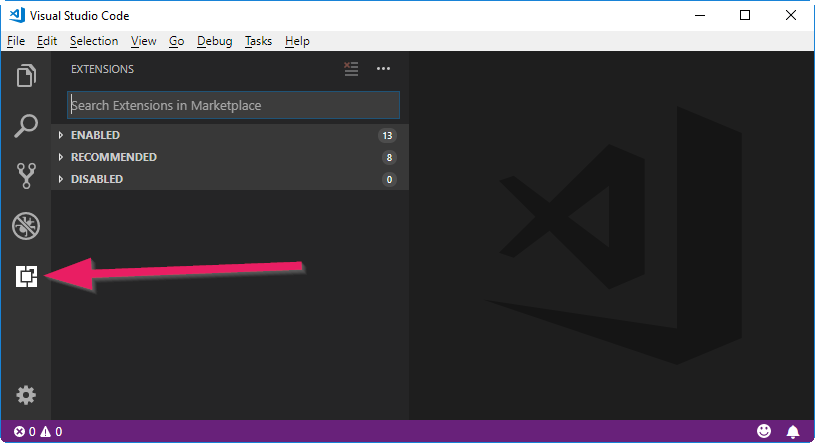 Visual Studio Code
File Edit Selection View Go Debug Tasks Help
EXTENSIONS
Search Extensions in Marketplace
ENABLED 13
RECOMMENDED 8
DISABLED 0
0 0